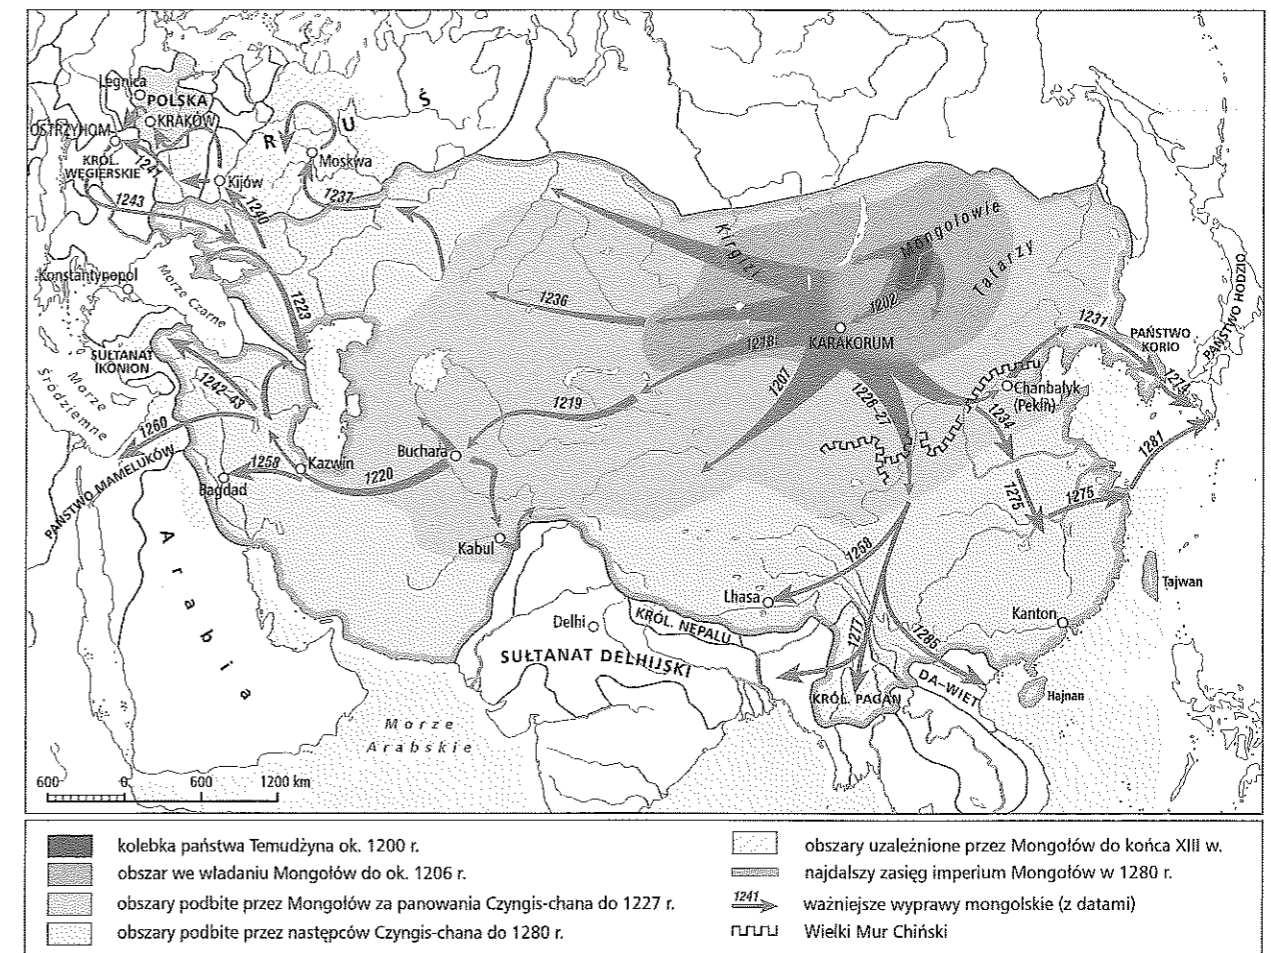 Legnica
POLSKA
KRAKÓW
OSTRZYHOM
KRÓL.
WĘGIERSKIE
1241
Kijów
1243
1240
R U Ś
Moskwa
1237
Konstantynopol
Morze Czarne
1223
SUŁTANAT
IKONION
Morze
Śródziemne
1242-43
1260
PAŃSTWO MAMELUKÓW
1258
Bagdad
Kazwin
1220
Buchara
1219
Kabul
Arabia
Kirgizi
Mongołowie
Tatarzy
1202
1236
1218
KARAKORUM
1207
1226-27
Chanbałyk
(Pekin)
1234
1231
PAŃSTWO
KORIO
PAŃSTWO HODZIO
1274
1281
1275
1275
1258
Lhasa
Kanton
Tajwan
Hajnan
Delhi
SUŁTANAT DELHIJSKI
KRÓL. NEPALU
1277
1285
KRÓL. PAGAN
DA-WIET
Morze
Arabskie
600 0 600 1200 km
kolebka państwa Temudżyna ok. 1200 r.
obszar we władaniu Mongołów do ok. 1206 r.
obszary podbite przez Mongołów za panowania Czyngis-chana do 1227 r.
obszary podbite przez następców Czyngis-chana do 1280 r.
obszary uzależnione przez Mongołów do końca XIII w.
najdalszy zasięg imperium Mongołów w 1280 r.
1241 ważniejsze wyprawy mongolskie (z datami)
Wielki Mur Chiński